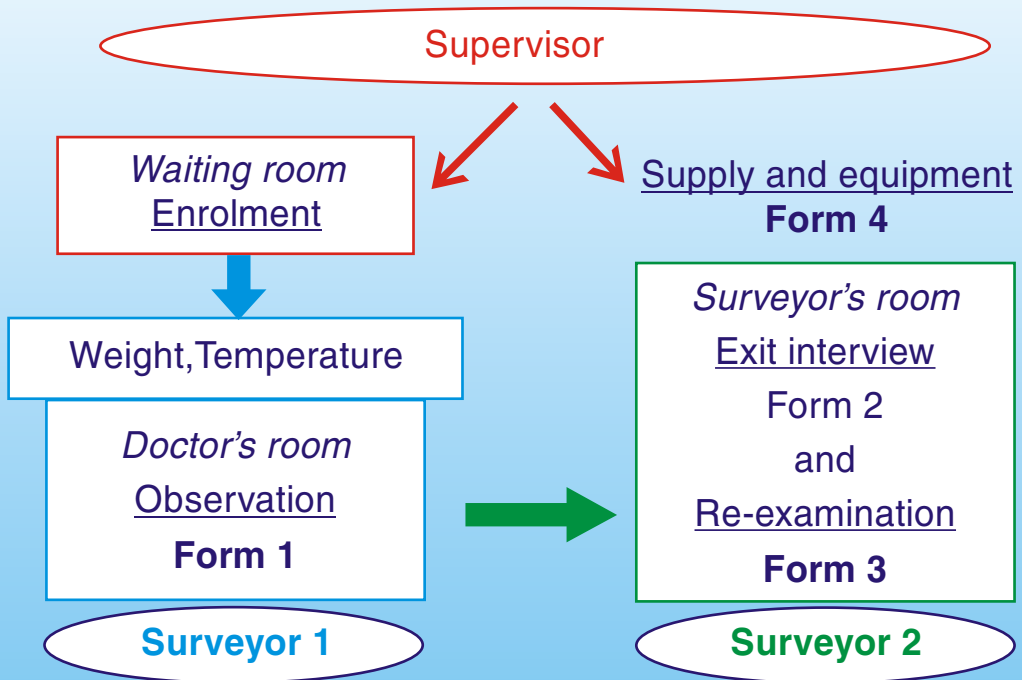 Supervisor
Waiting room
Enrolment
Supply and equipment
Form 4
Weight,Temperature
Doctor's room
Observation
Form 1
Surveyor 1
Surveyor's room
Exit interview
Form 2
and
Re-examination
Form 3
Surveyor 2